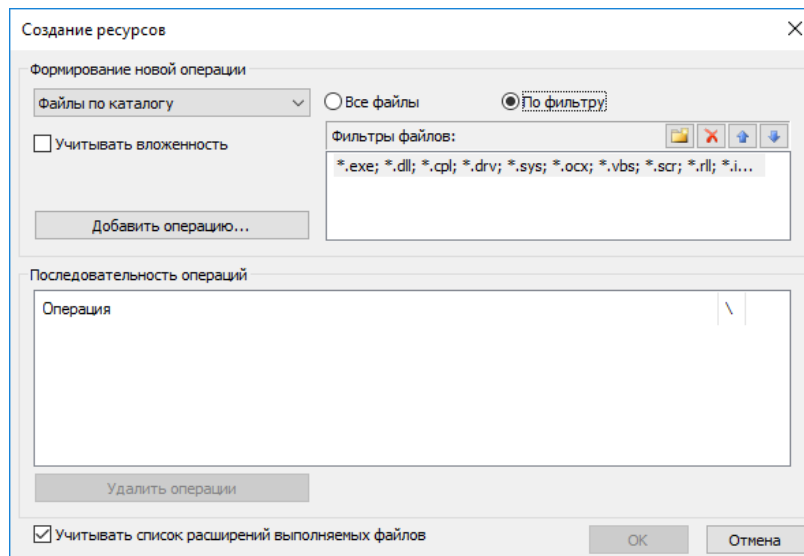 Создание ресурсов
Формирование новой операции
Файлы по каталогу
Все файлы
По фильтру
Учитывать вложенность
Фильтры файлов:
*.exe; *.dll; *.cpl; *.drv; *.sys; *.ocx; *.vbs; *.scr; *.rll; *.i...
Добавить операцию...
Последовательность операций
Операция \
Удалить операции
Учитывать список расширений выполняемых файлов
OK
Отмена